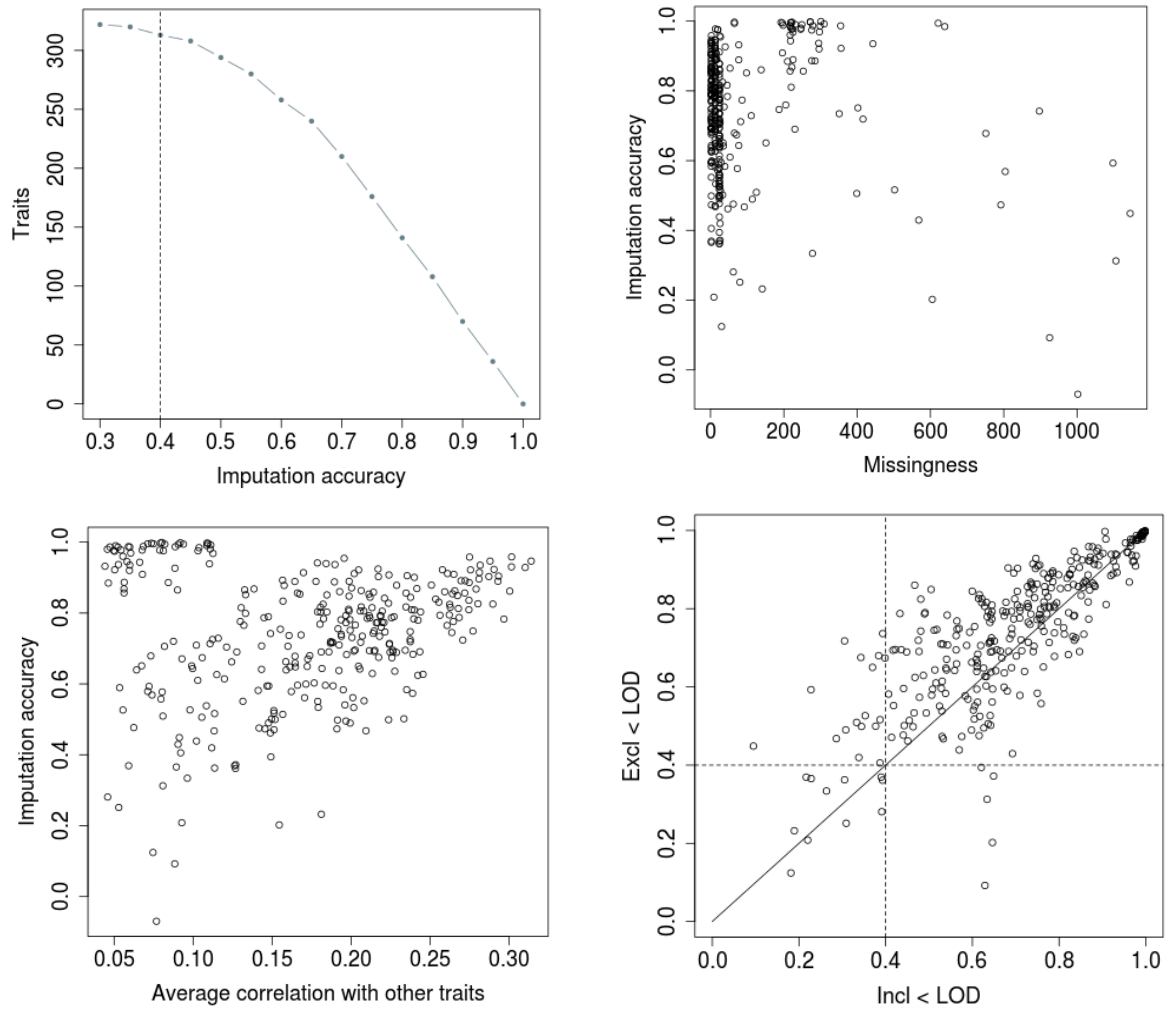 Traits
0 50 100 150 200 250 300
0.3 0.4 0.5 0.6 0.7 0.8 0.9 1.0
Imputation accuracy
Imputation accuracy
0.0 0.2 0.4 0.6 0.8 1.0
0 200 400 600 800 1000
Missingness
Imputation accuracy
0.0 0.2 0.4 0.6 0.8 1.0
0.05 0.10 0.15 0.20 0.25 0.30
Average correlation with other traits
Excl < LOD
0.0 0.2 0.4 0.6 0.8 1.0
0.0 0.2 0.4 0.6 0.8 1.0
Incl < LOD